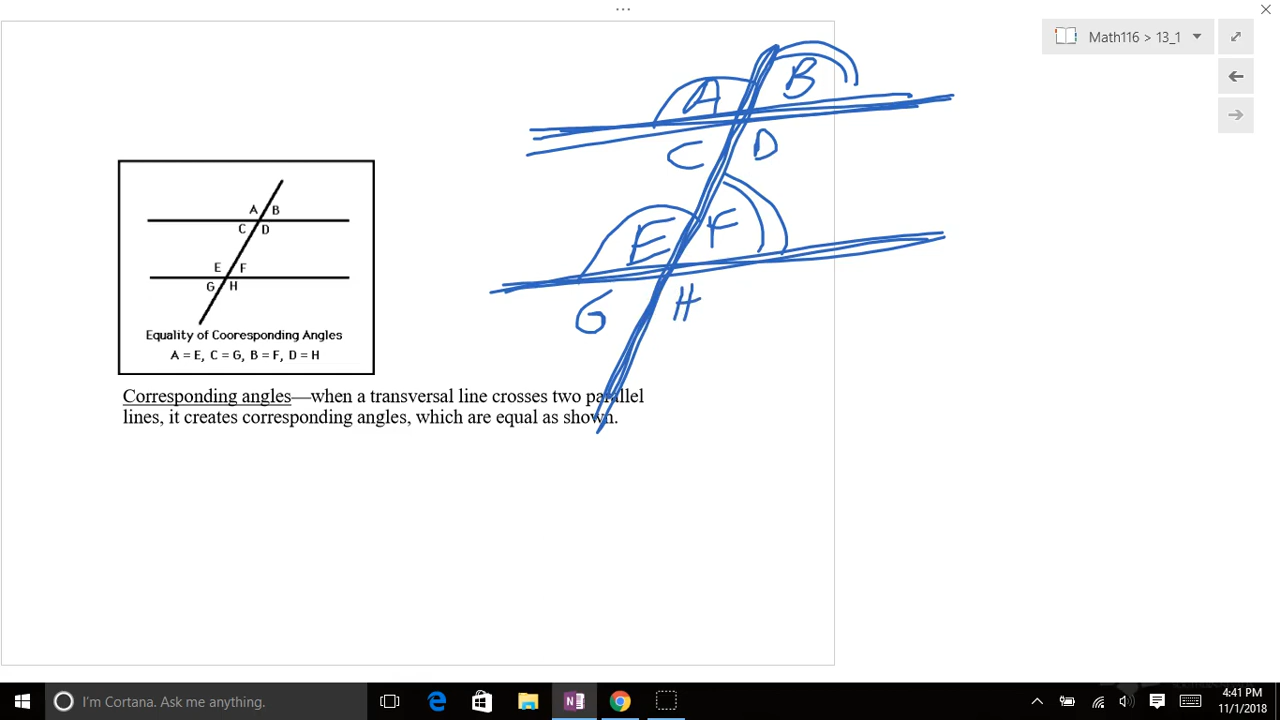 Math116 > 13_1
A B
C D
E F
G H
A B
C D
E F
G H
Equality of Cooresponding Angles
A = E, C = G, B = F, D = H
Corresponding angles—when a transversal line crosses two parallel
lines, it creates corresponding angles, which are equal as shown.
I'm Cortana. Ask me anything.
4:41 PM
11/1/2018